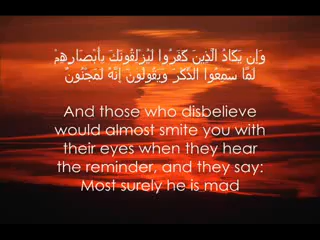 وَإِن يَكَادُ الَّذِينَ كَفَرُوا لَيُزْلِقُونَكَ بِأَبْصَارِهِمْ
لَمَّا سَمِعُوا الذِّكْرَ وَيَقُولُونَ إِنَّهُ لَمَجْنُونٌ
And those who disbelieve
would almost smite you with
their eyes when they hear
the reminder, and they say:
Most surely he is mad